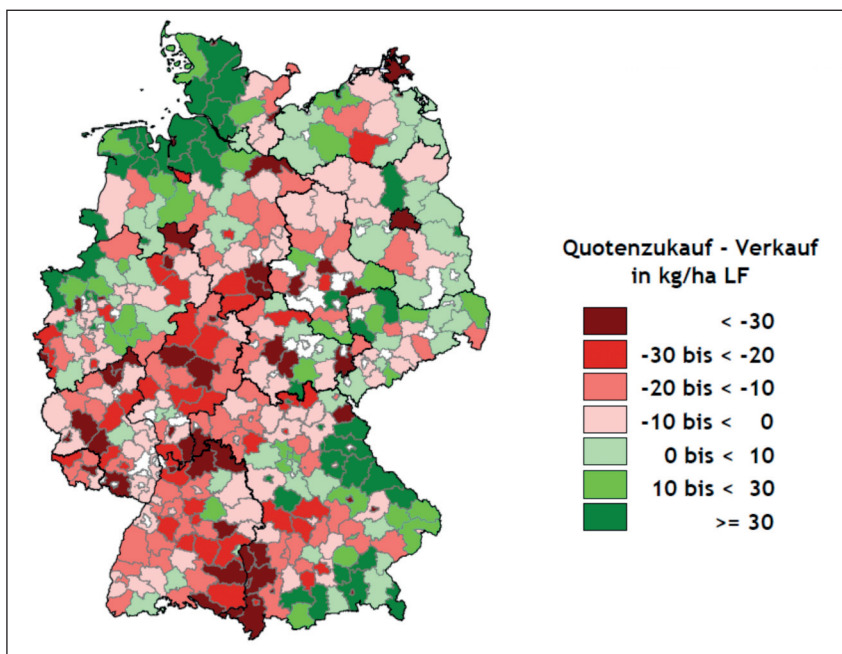 Quotenzukauf - Verkauf
in kg/ha LF
< -30
-30 bis < -20
-20 bis < -10
-10 bis < 0
0 bis < 10
10 bis < 30
>= 30